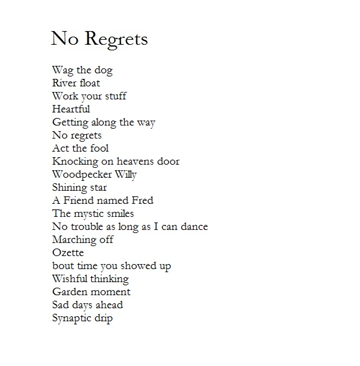 No Regrets
Wag the dog
River float
Work your stuff
Heartful
Getting along the way
No regrets
Act the fool
Knocking on heavens door
Woodpecker Willy
Shining star
A Friend named Fred
The mystic smiles
No trouble as long as I can dance
Marching off
Ozette
bout time you showed up
Wishful thinking
Garden moment
Sad days ahead
Synaptic drip